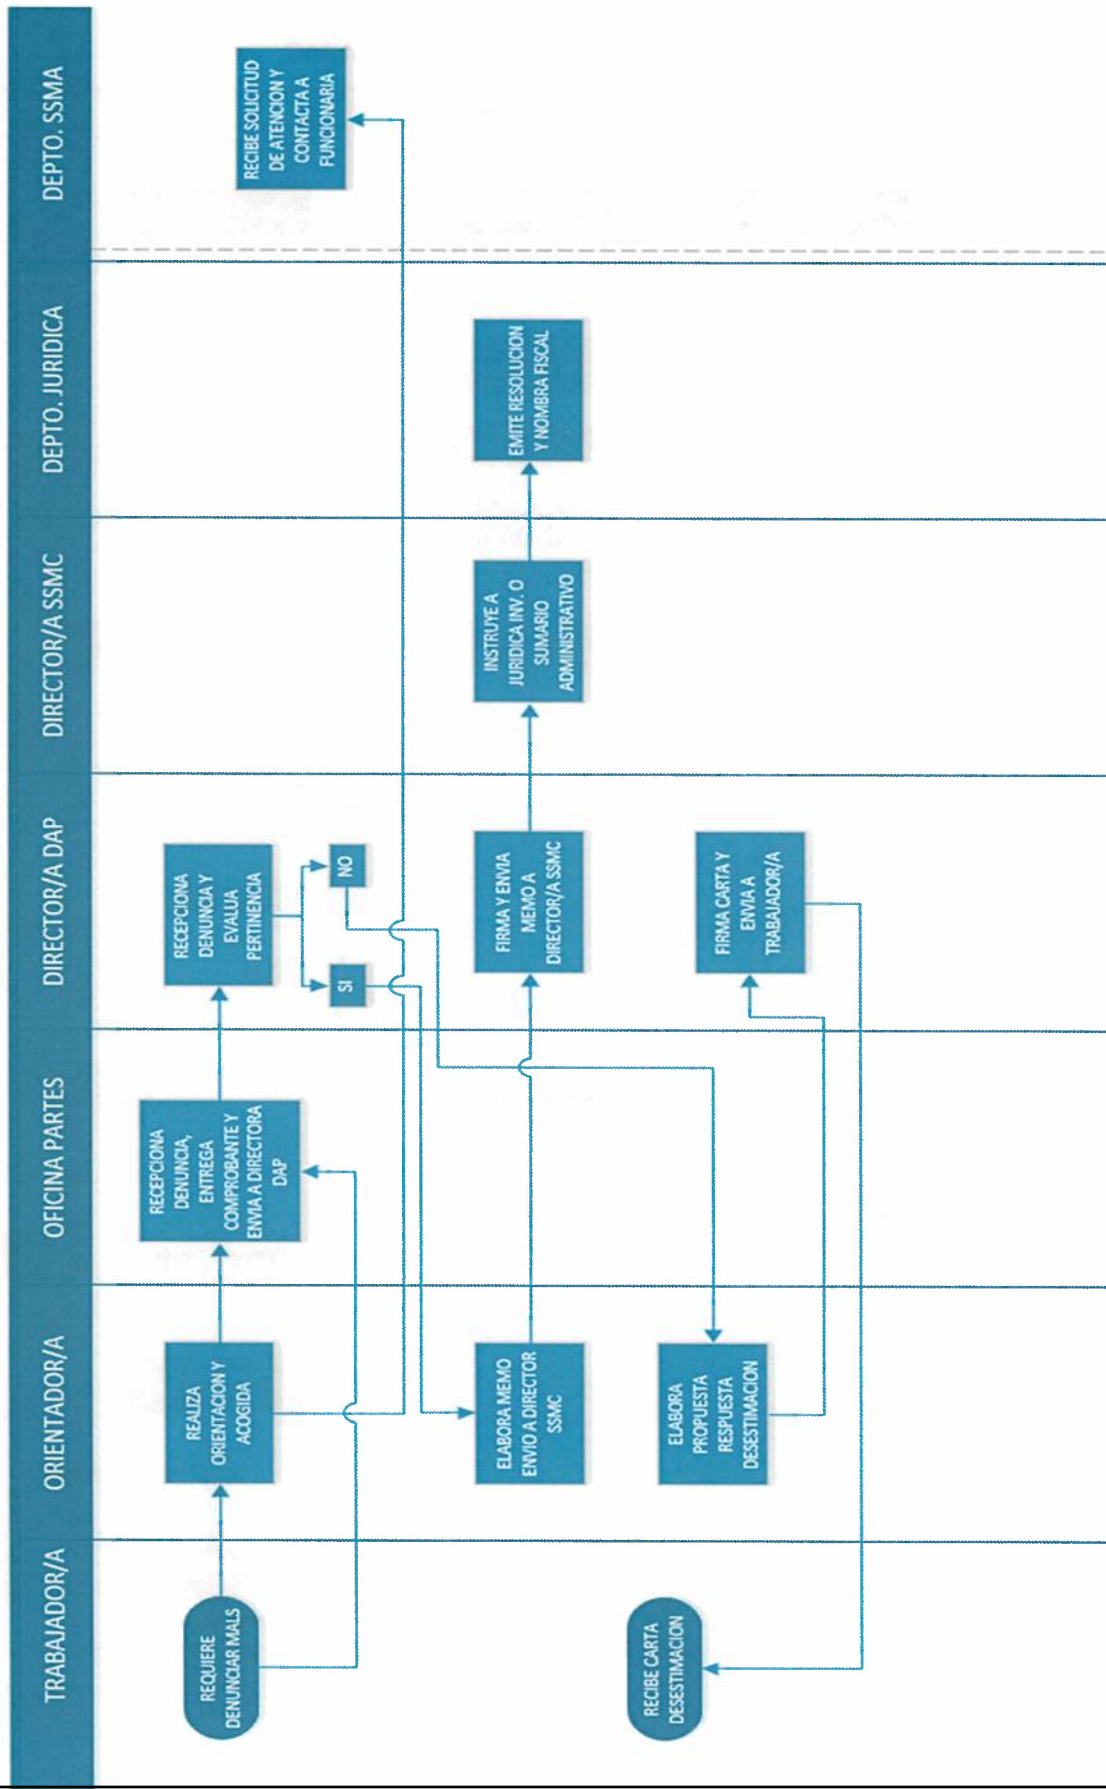 TRABAJADOR/A
ORIENTADOR/A
OFICINA PARTES
DIRECTOR/A DAP
DIRECTOR/A SSMC
DEPTO. JURIDICA
DEPTO. SSMA
REQUIERE
DENUNCIAR MALS
REALIZA
ORIENTACION Y
ACOGIDA
RECEPCIONA
DENUNCIA,
ENTREGA
COMPROBANTE Y
ENVIA A DIRECTORA
DAP
RECEPCIONA
DENUNCIA Y
EVALUA
PERTINENCIA
SI
NO
RECIBE SOLICITUD
DE ATENCION Y
CONTACTA A
FUNCIONARIA
ELABORA MEMO
ENVIO A DIRECTOR
SSMC
FIRMA Y ENVIA
MEMO A
DIRECTOR/A SSMC
INSTRUYE A
JURIDICA INV. O
SUMARIO
ADMINISTRATIVO
EMITE RESOLUCION
Y NOMBRA FISCAL
ELABORA
PROPUESTA
RESPUESTA
DESESTIMACION
FIRMA CARTA Y
ENVIA A
TRABAJADOR/A
RECIBE CARTA
DESESTIMACION